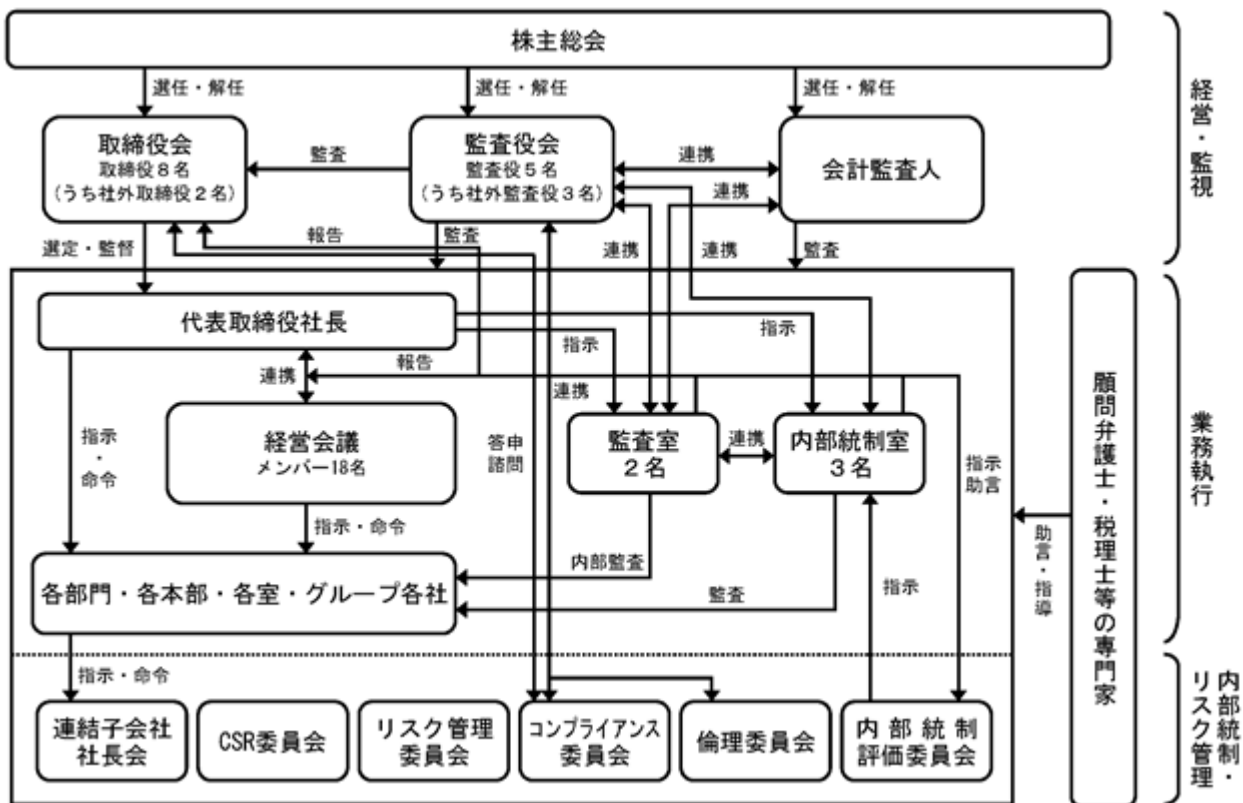 株主総会
選任・解任
選任・解任
選任・解任
取締役会
取締役8名
(うち社外取締役2名)
監査
監査役会
監査役5名
(うち社外監査役3名)
連携
連携
会計監査人
選定・監督
報告
監査
連携
連携
監査
代表取締役社長
指示
指示
連携
報告
連携
指示
・
命令
経営会議
メンバー18名
答申
諮問
監査室
2名
連携
内部統制室
3名
指示
助言
指示・命令
内部監査
監査
指示
各部門・各本部・各室・グループ各社
指示・命令
連結子会社
社長会
CSR委員会
リスク管理
委員会
コンプライアンス
委員会
倫理委員会
内部統制
評価委員会
助言・指導
顧問弁護士・税理士等の専門家
経営・監視
業務執行
内部統制・
リスク管理